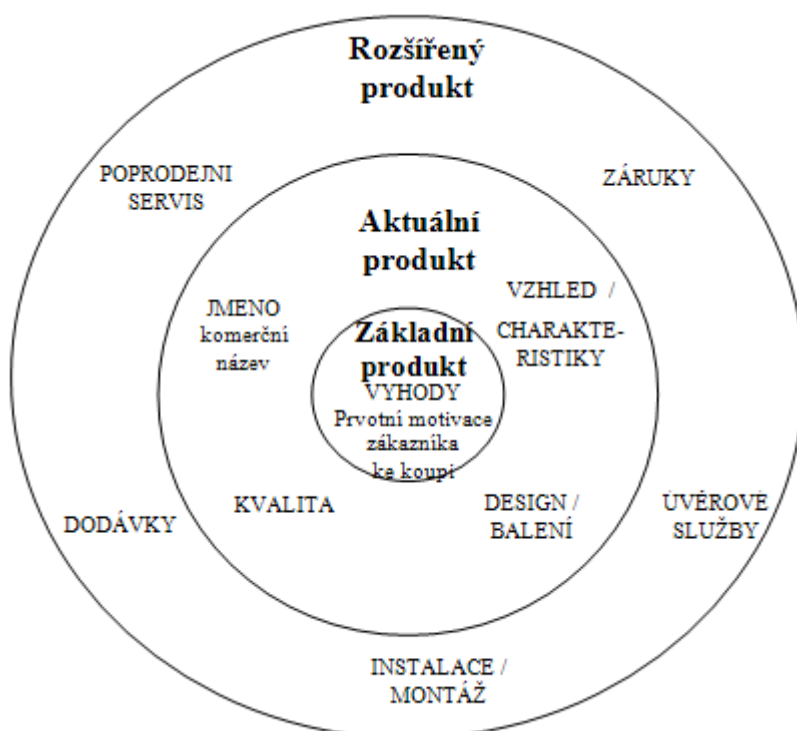 Rozšířený
produkt
POPRODEJNI
SERVIS
ZÁRUKY
Aktuální
produkt
JMENO
komerční
název
VZHLED /
CHARAKTE-
RISTIKY
Základní
produkt
VYHODY
Prvotní motivace
zákazníka
ke koupi
KVALITA
DESIGN /
BALENÍ
DODÁVKY
ÚVĚROVÉ
SLUŽBY
INSTALACE /
MONTÁŽ